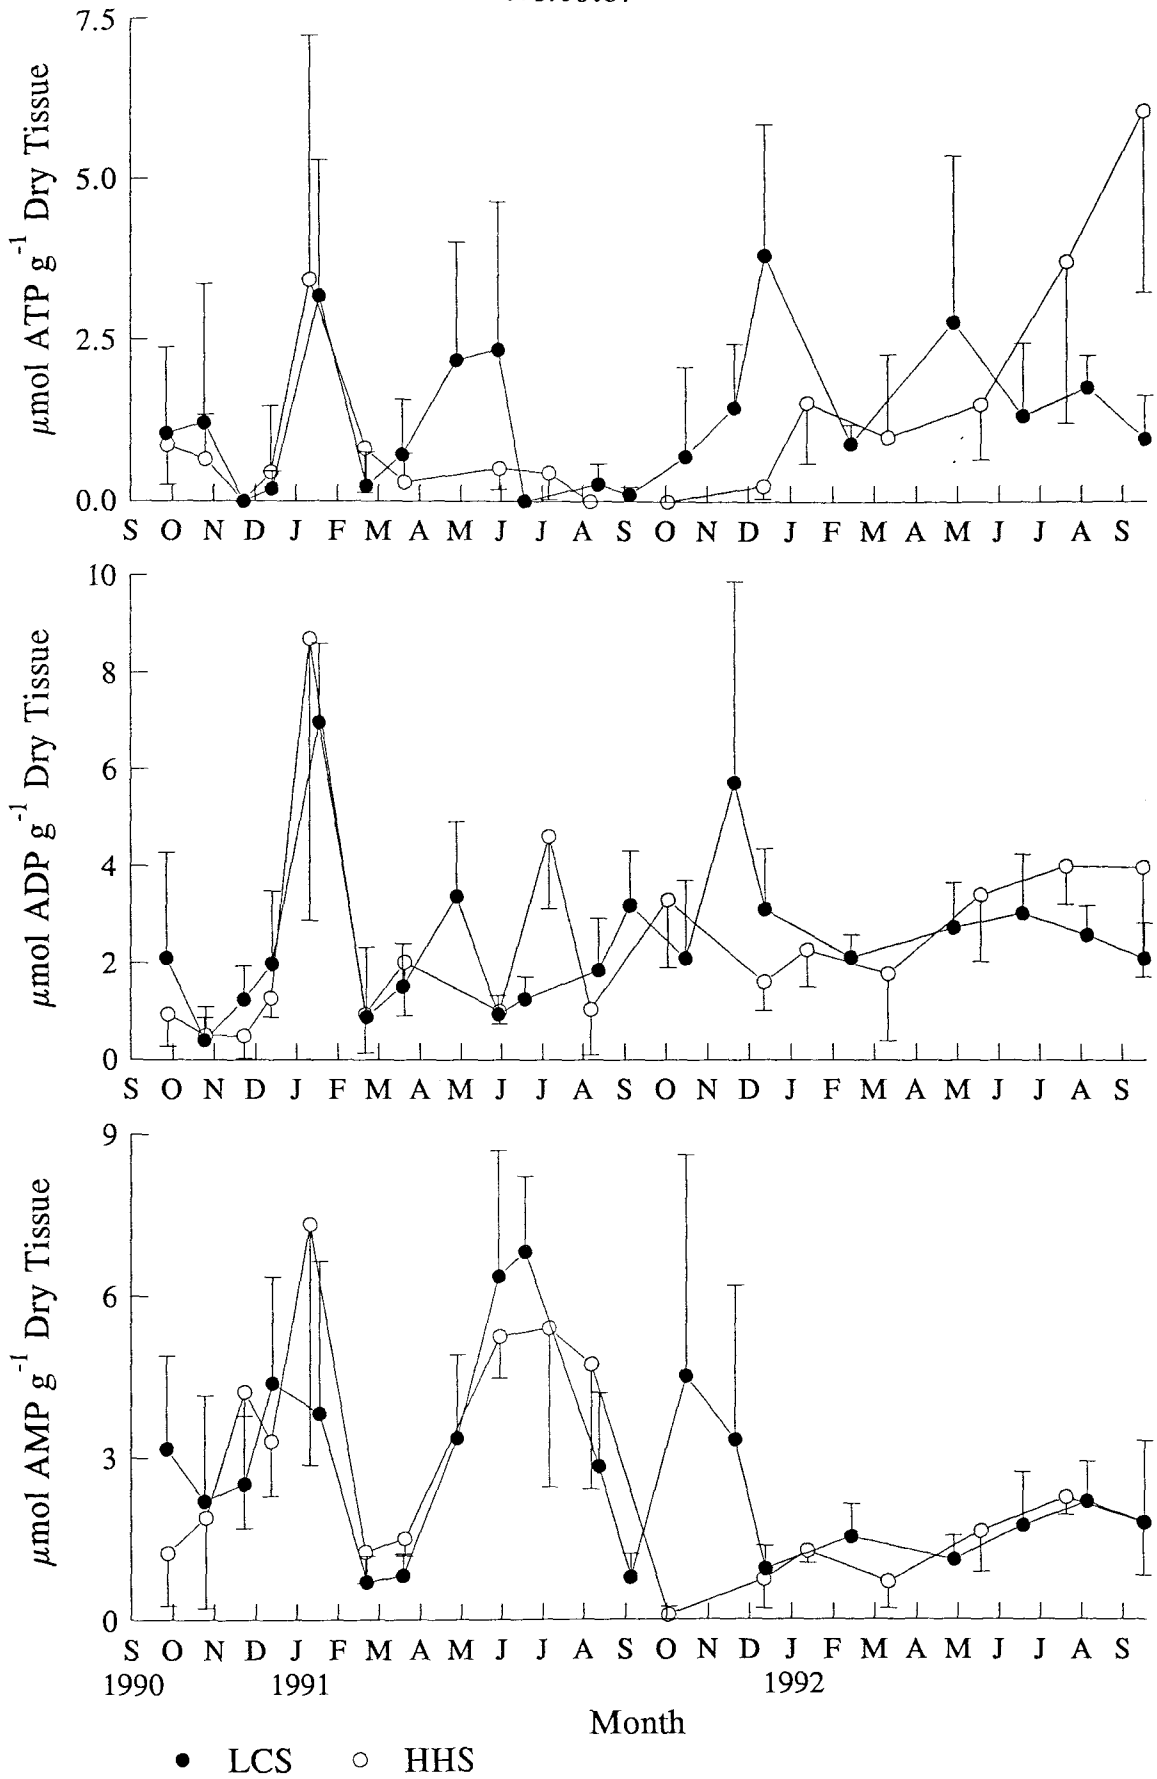 7.5
5.0
2.5
0.0
μmol ATP g⁻¹ Dry Tissue
S O N D J F M A M J J A S O N D J F M A M J J A S
10
8
6
4
2
0
μmol ADP g⁻¹ Dry Tissue
S O N D J F M A M J J A S O N D J F M A M J J A S
9
6
3
0
μmol AMP g⁻¹ Dry Tissue
S O N D J F M A M J J A S O N D J F M A M J J A S
1990 1991 1992
Month
● LCS ○ HHS